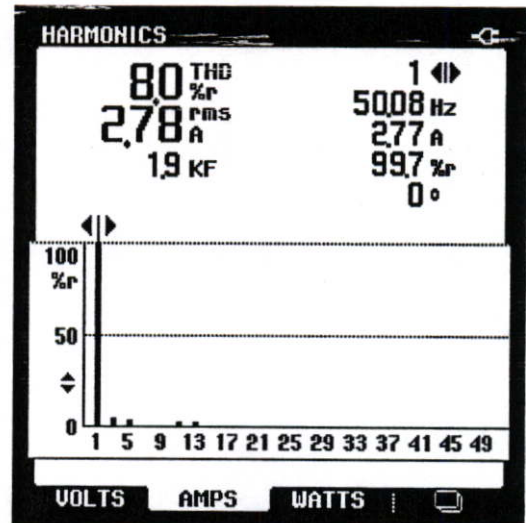 HARMONICS
8.0 THD %r
2.78 rms A
1.9 KF
1
50.08 Hz
2.77 A
99.7 %r
0 °
100
%r
50
0
1 5 9 13 17 21 25 29 33 37 41 45 49
VOLTS AMPS WATTS